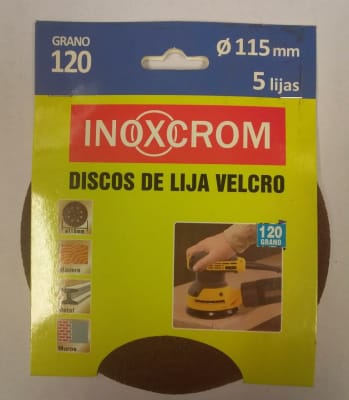 GRANO
120
Ø 115 mm
5 lijas
INOXCROM
DISCOS DE LIJA VELCRO
120
GRANO
Madera
Metal
Muros